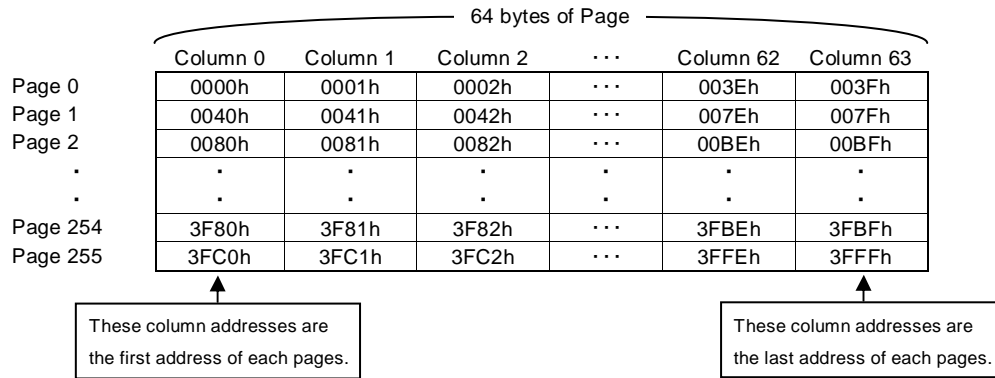 64 bytes of Page
Column 0 Column 1 Column 2 ··· Column 62 Column 63
Page 0 0000h 0001h 0002h ··· 003Eh 003Fh
Page 1 0040h 0041h 0042h ··· 007Eh 007Fh
Page 2 0080h 0081h 0082h ··· 00BEh 00BFh
· · · · · · ·
· · · · · · ·
Page 254 3F80h 3F81h 3F82h ··· 3FBEh 3FBFh
Page 255 3FC0h 3FC1h 3FC2h ··· 3FFEh 3FFFh
These column addresses are
the first address of each pages.
These column addresses are
the last address of each pages.